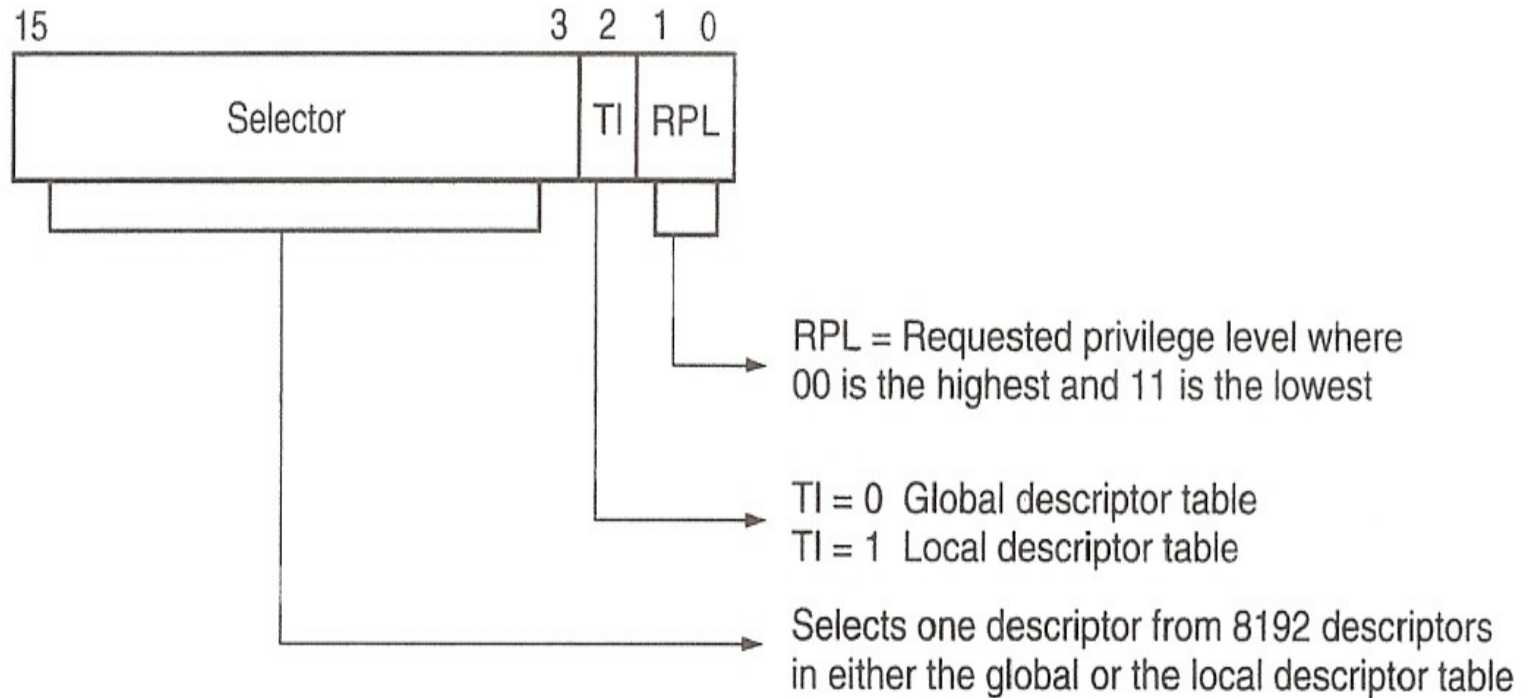 15 3 2 1 0
Selector TI RPL
RPL = Requested privilege level where
00 is the highest and 11 is the lowest
TI = 0 Global descriptor table
TI = 1 Local descriptor table
Selects one descriptor from 8192 descriptors
in either the global or the local descriptor table